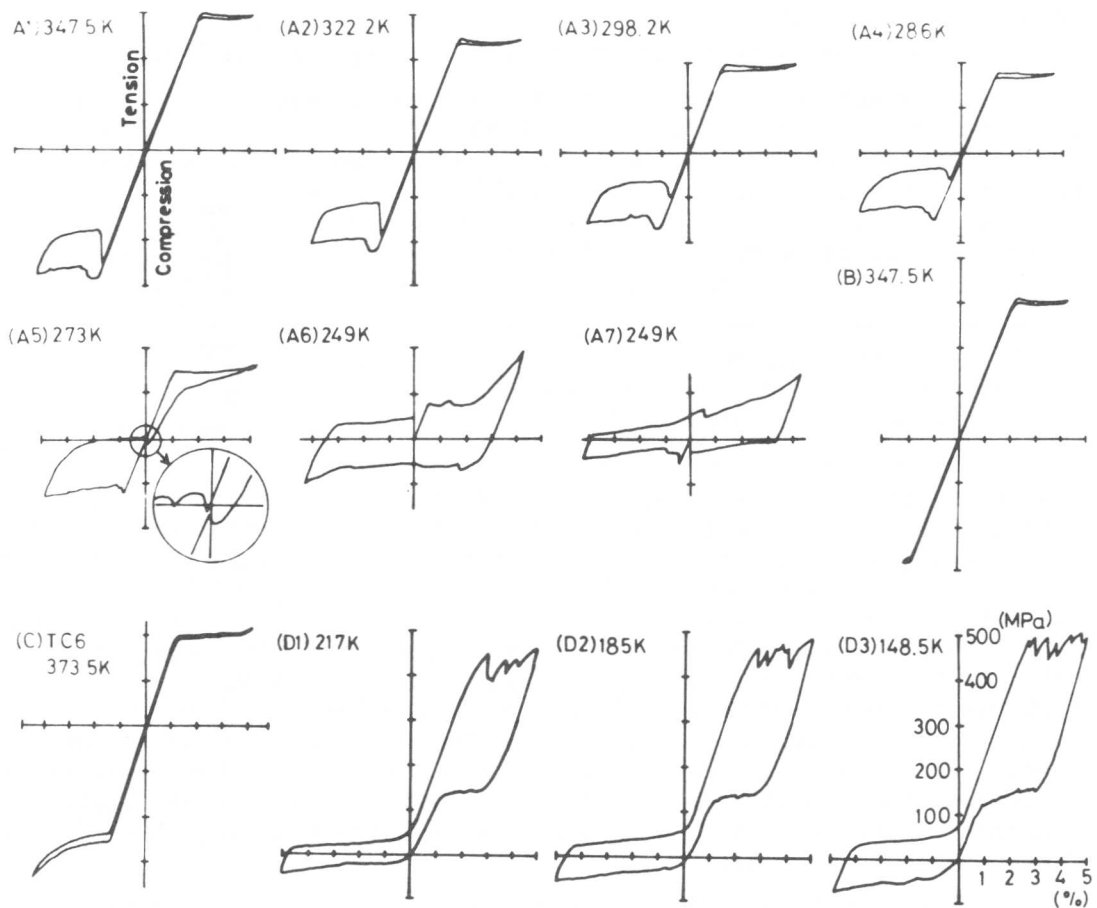 A1)347.5K
(A2)322.2K
(A3)298.2K
(A4)286K
Tension
Compression
(B)347.5K
(A5)273K
(A6)249K
(A7)249K
(C)TC6
373.5K
(D1)217K
(D2)185K
(D3)148.5K
(MPa)
500
400
300
200
100
1 2 3 4 5
(%)